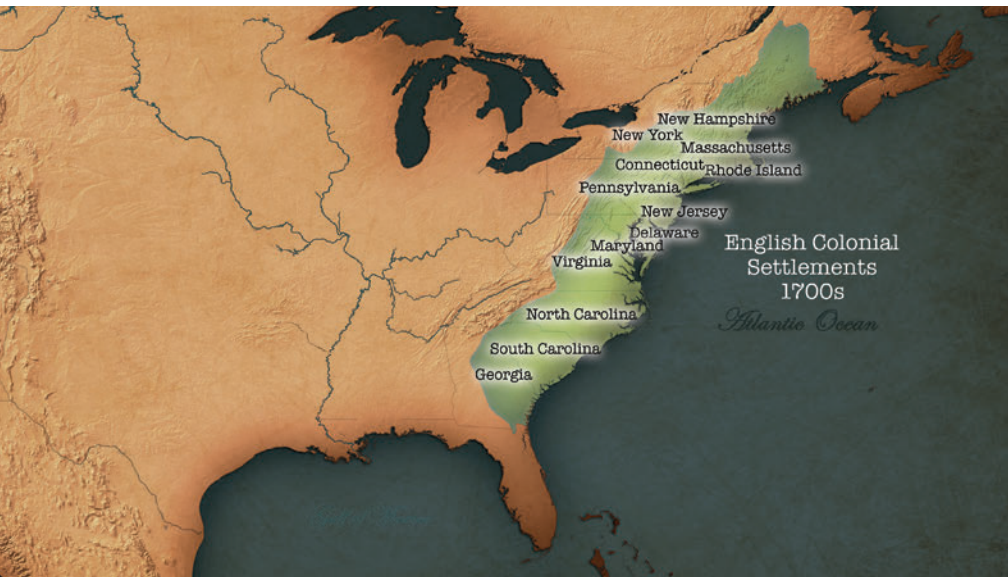 New Hampshire
New York
Massachusetts
Connecticut
Rhode Island
Pennsylvania
New Jersey
Delaware
Maryland
Virginia
English Colonial
Settlements
1700s
Atlantic Ocean
North Carolina
South Carolina
Georgia